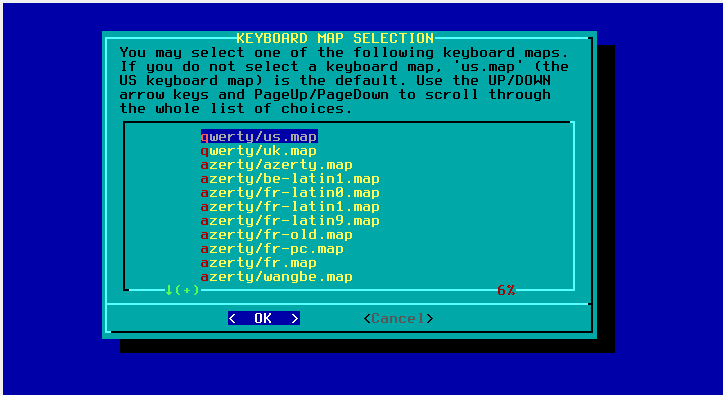 KEYBOARD MAP SELECTION
You may select one of the following keyboard maps.
If you do not select a keyboard map, 'us.map' (the
US keyboard map) is the default. Use the UP/DOWN
arrow keys and PageUp/PageDown to scroll through
the whole list of choices.
qwerty/us.map
qwerty/uk.map
azerty/azerty.map
azerty/be-latin1.map
azerty/fr-latin0.map
azerty/fr-latin1.map
azerty/fr-latin9.map
azerty/fr-old.map
azerty/fr-pc.map
azerty/fr.map
azerty/wangbe.map
↓(+) 6%
< OK > <Cancel>